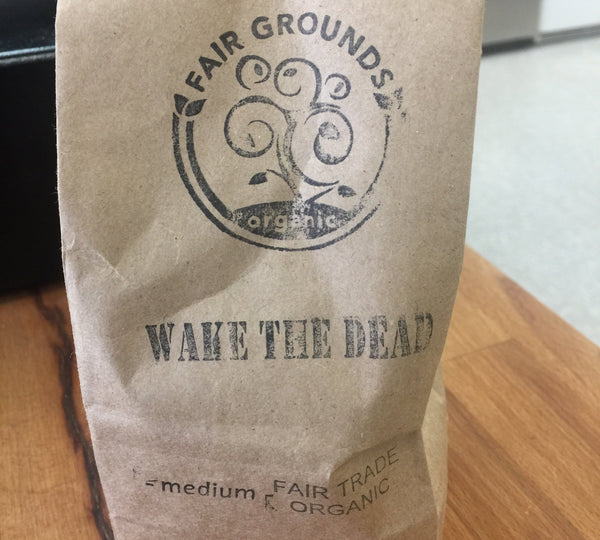 FAIR GROUNDS
organic
WAKE THE DEAD
medium FAIR TRADE
ORGANIC